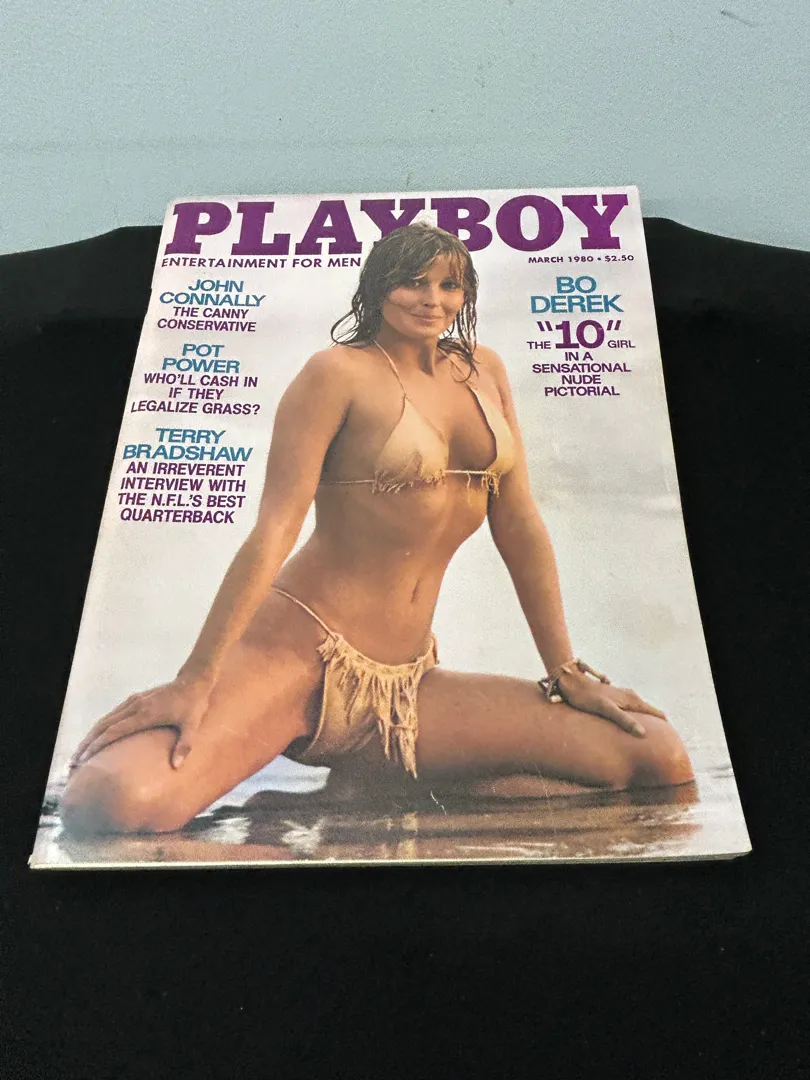 PLAYBOY
ENTERTAINMENT FOR MEN
MARCH 1980 • $2.50
JOHN
CONNALLY
THE CANNY
CONSERVATIVE
POT
POWER
WHO'LL CASH IN
IF THEY
LEGALIZE GRASS?
TERRY
BRADSHAW
AN IRREVERENT
INTERVIEW WITH
THE N.F.L.'S BEST
QUARTERBACK
BO
DEREK
THE "10" GIRL
IN A
SENSATIONAL
NUDE
PICTORIAL